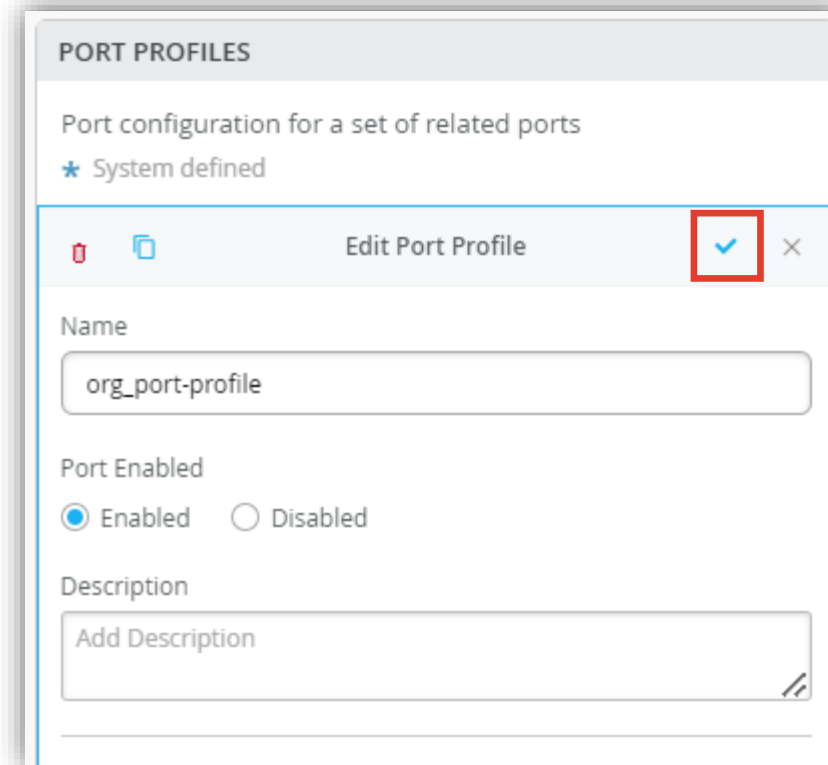 PORT PROFILES
Port configuration for a set of related ports
* System defined
Edit Port Profile
Name
org_port-profile
Port Enabled
Enabled Disabled
Description
Add Description